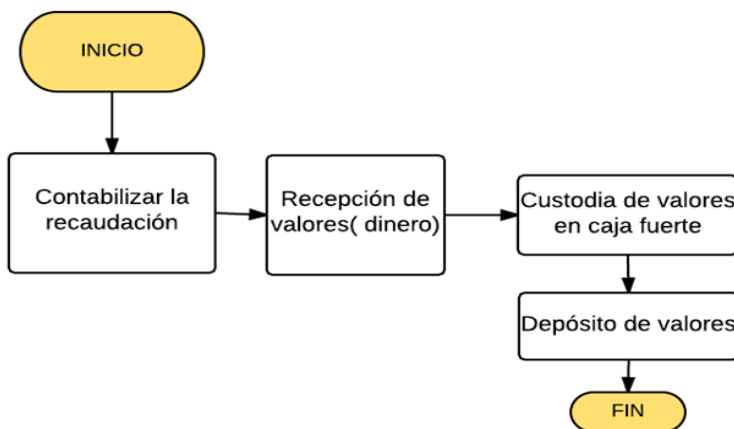 INICIO
Contabilizar la
recaudación
Recepción de
valores( dinero)
Custodia de valores
en caja fuerte
Depósito de valores
FIN